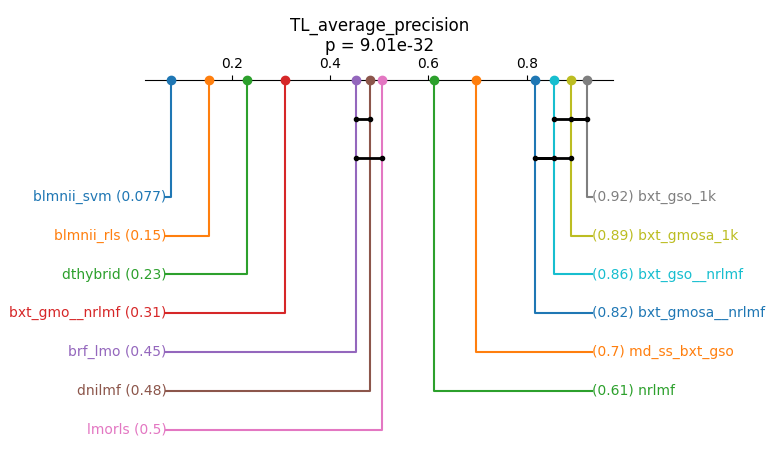 TL_average_precision
p = 9.01e-32
0.2 0.4 0.6 0.8
blmnii_svm (0.077) (0.92) bxt_gso_1k
blmnii_rls (0.15) (0.89) bxt_gmosa_1k
dthybrid (0.23) (0.86) bxt_gso__nrlmf
bxt_gmo__nrlmf (0.31) (0.82) bxt_gmosa__nrlmf
brf_lmo (0.45) (0.7) md_ss_bxt_gso
dnilmf (0.48) (0.61) nrlmf
lmorls (0.5)